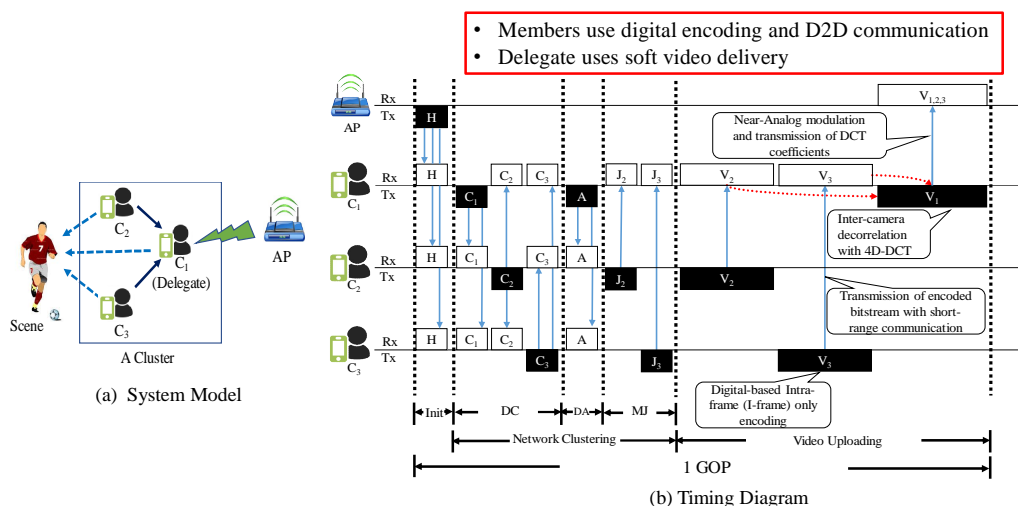 • Members use digital encoding and D2D communication
• Delegate uses soft video delivery
C2
C1
(Delegate)
C3
Scene
7
A Cluster
AP
(a) System Model
AP
Rx
Tx
H
V1,2,3
Near-Analog modulation
and transmission of DCT
coefficients
C1
Rx
Tx
H
C2
C3
J2
J3
V2
V3
C1
A
V1
Inter-camera
decorrelation
with 4D-DCT
C2
Rx
Tx
H
C1
C3
A
C2
J2
V2
Transmission of encoded
bitstream with short-
range communication
C3
Rx
Tx
H
C1
C2
A
C3
J3
V3
Digital-based Intra-
frame (I-frame) only
encoding
Init
DC
DA
MJ
Network Clustering
Video Uploading
1 GOP
(b) Timing Diagram